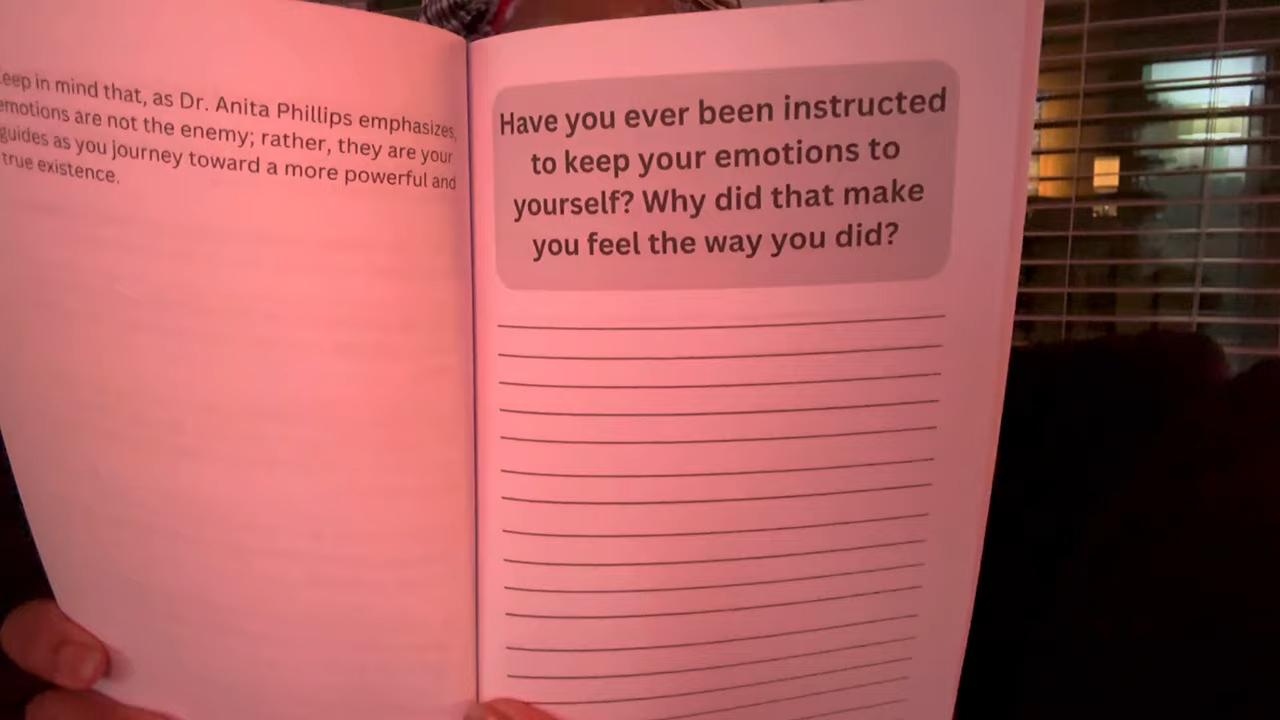 eep in mind that, as Dr. Anita Phillips emphasizes,
emotions are not the enemy; rather, they are your
guides as you journey toward a more powerful and
true existence.
Have you ever been instructed
to keep your emotions to
yourself? Why did that make
you feel the way you did?